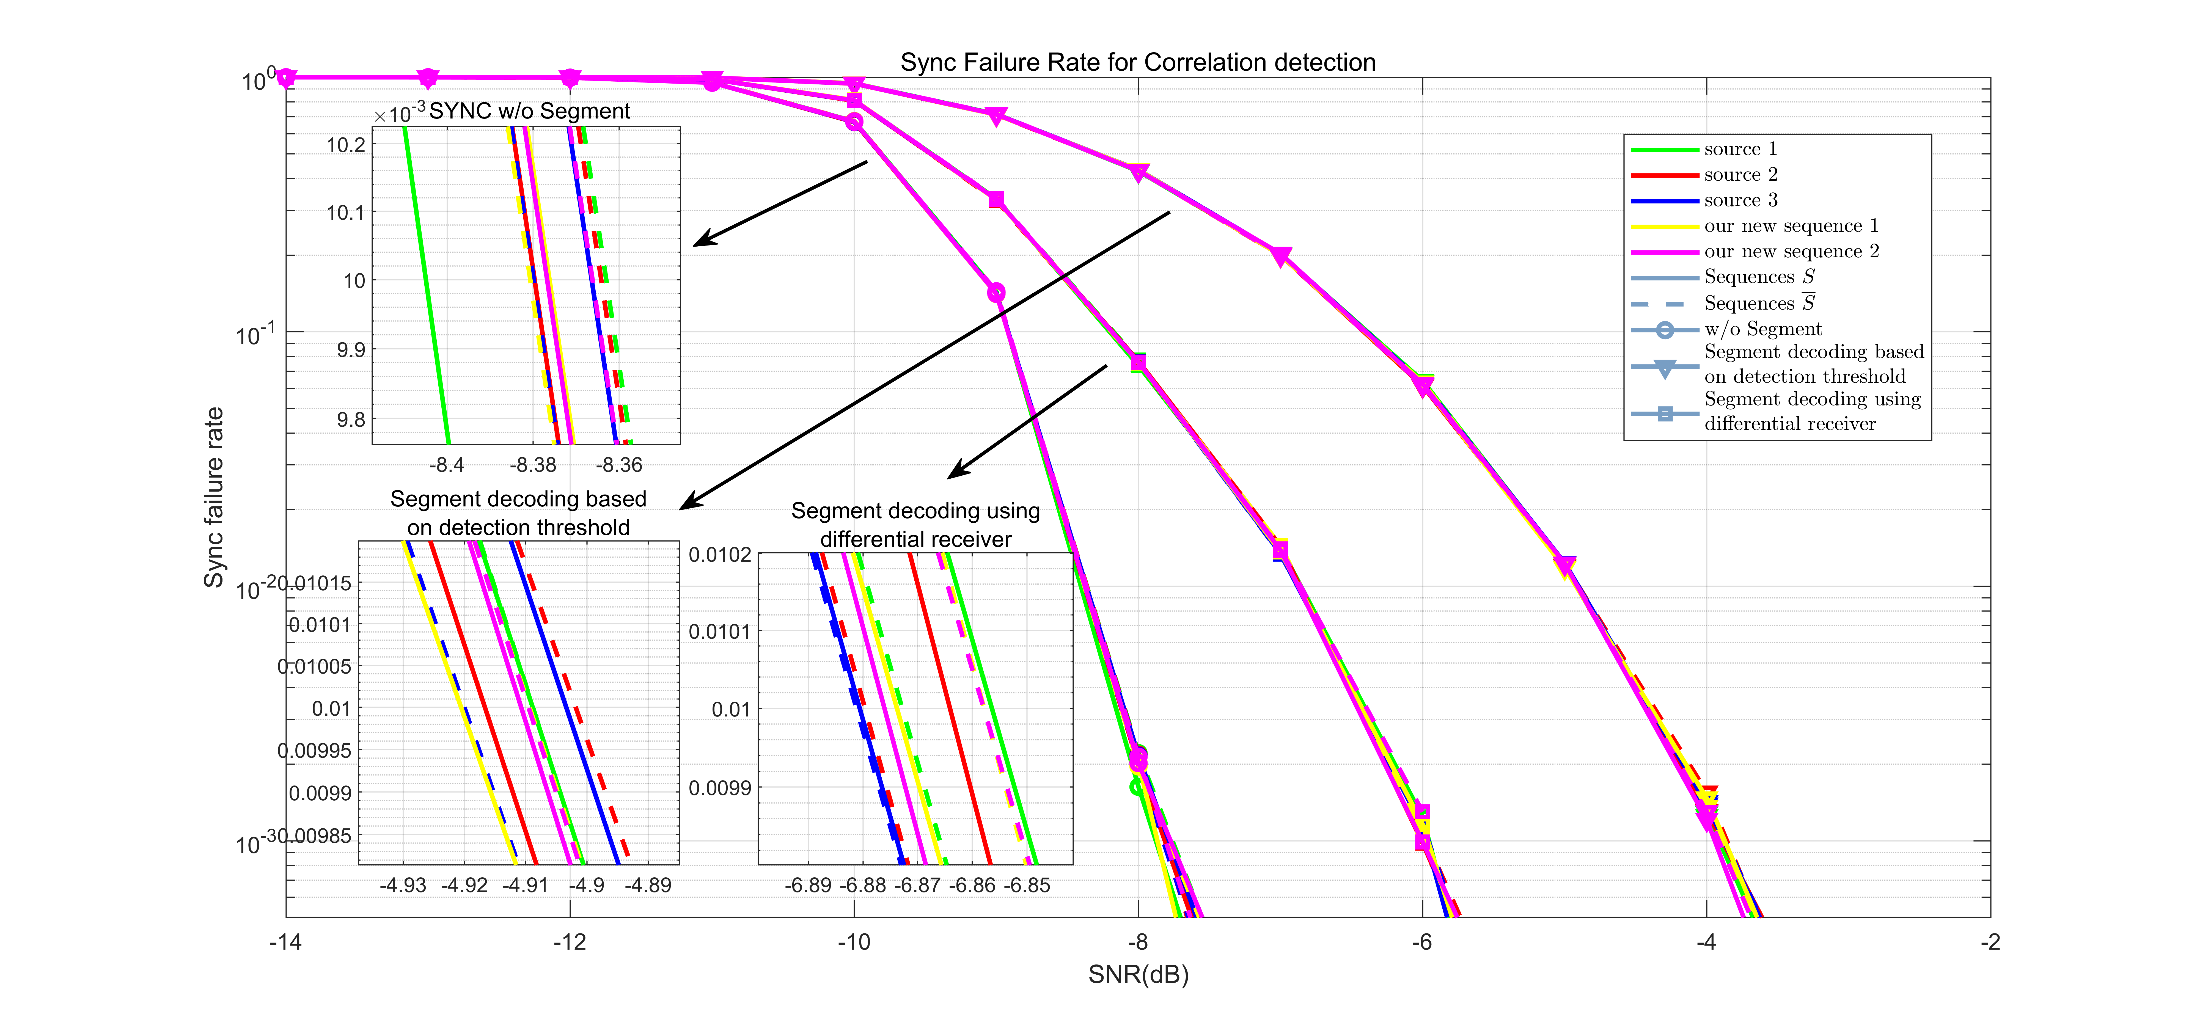 Sync Failure Rate for Correlation detection
10^0
×10^-3 SYNC w/o Segment
10.2
10.1
10
9.9
9.8
-8.4 -8.38 -8.36
source 1
source 2
source 3
our new sequence 1
our new sequence 2
Sequences S
Sequences S̅
w/o Segment
Segment decoding based
on detection threshold
Segment decoding using
differential receiver
10^-1
10^-2
10^-3
Sync failure rate
Segment decoding based
on detection threshold
0.01015
0.0101
0.01005
0.01
0.00995
0.0099
0.00985
-4.93 -4.92 -4.91 -4.9 -4.89
Segment decoding using
differential receiver
0.0102
0.0101
0.01
0.0099
-6.89 -6.88 -6.87 -6.86 -6.85
-14 -12 -10 -8 -6 -4 -2
SNR(dB)